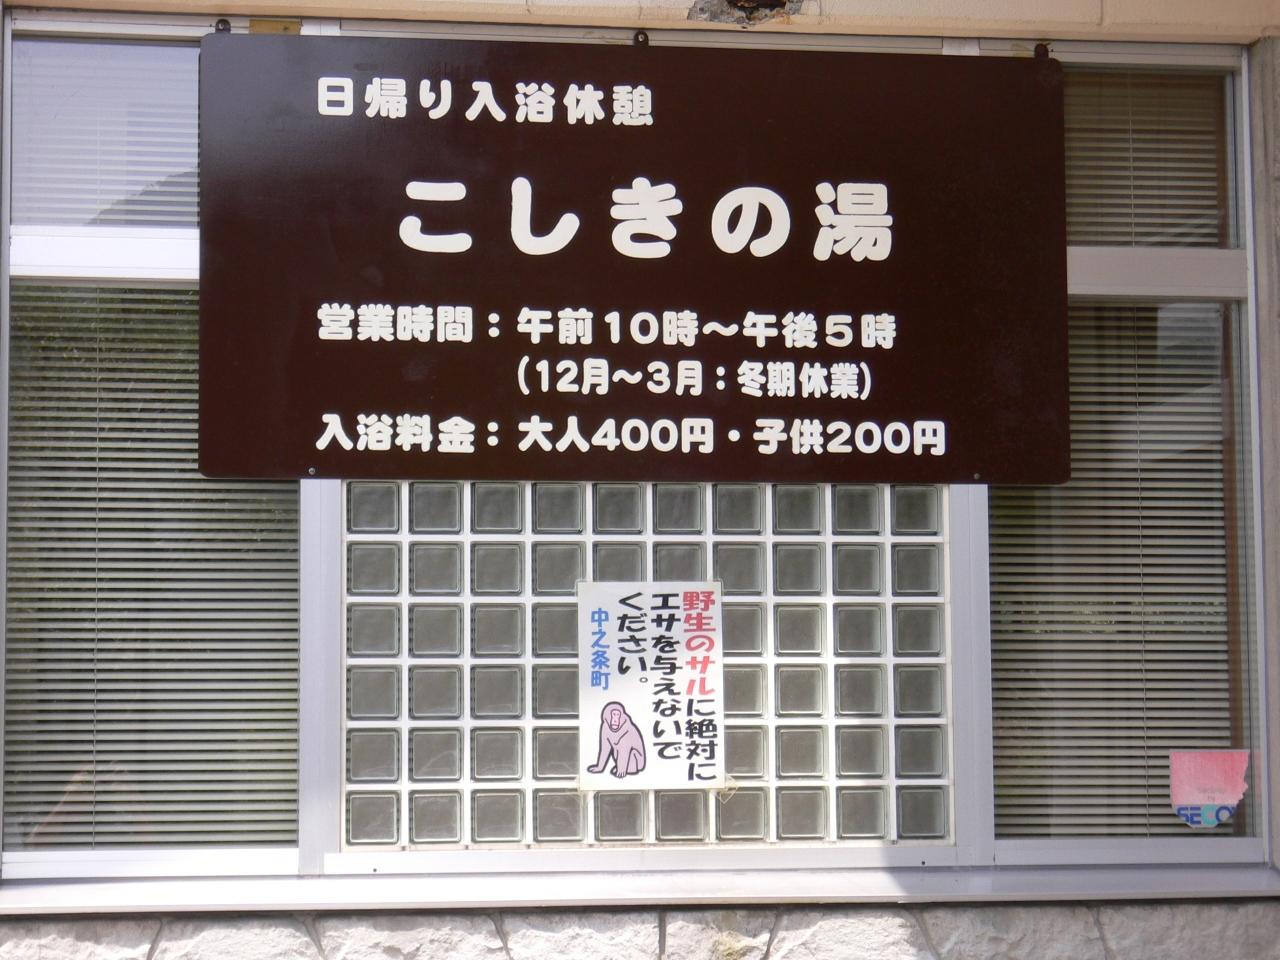 日帰り入浴休憩
こしきの湯
営業時間：午前10時～午後5時
(12月～3月：冬期休業)
入浴料金：大人400円・子供200円
野生のサルに絶対に
エサを与えないで
ください。
中之条町
SECO